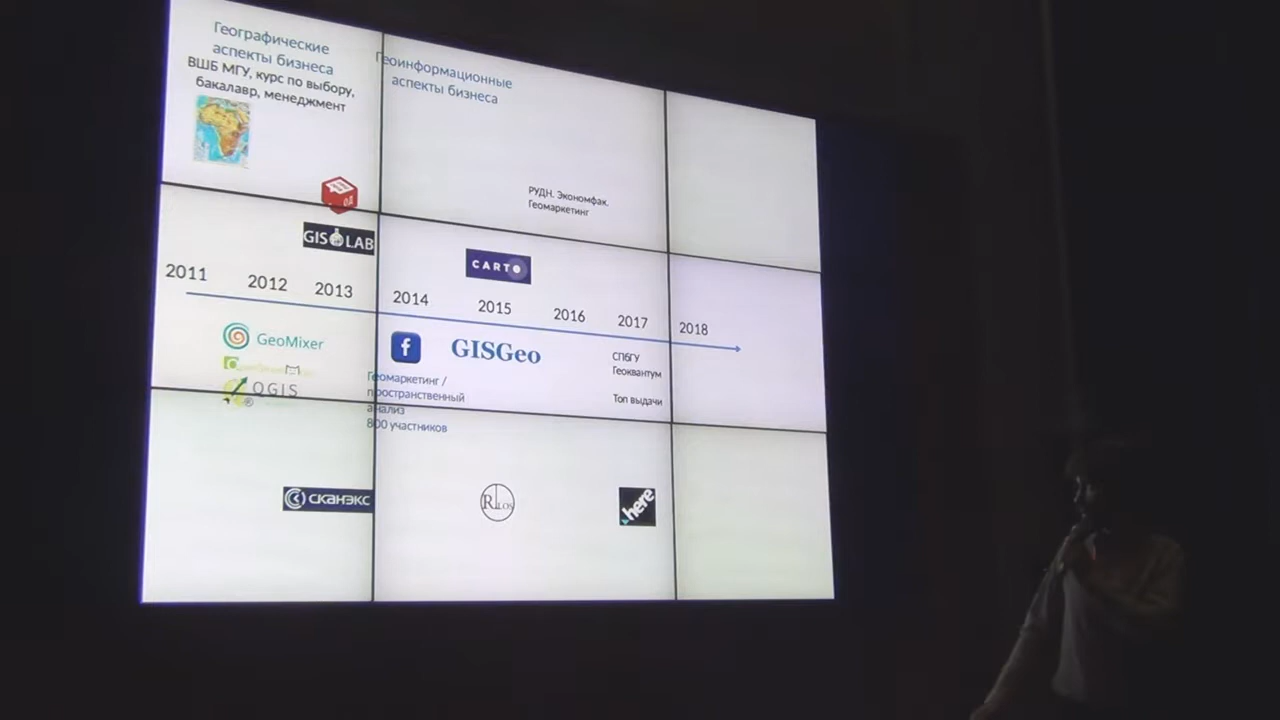 Географические
аспекты бизнеса
ВШБ МГУ, курс по выбору,
бакалавр, менеджмент
Геоинформационные
аспекты бизнеса
РУДН. Экономфак.
Геомаркетинг
GIS LAB
CARTO
2011
2012
2013
2014
2015
2016
2017
2018
GeoMixer
QGIS
f
GISGeo
Геомаркетинг /
пространственный
анализ
800 участников
СПбГУ
Геоквантум
Топ выдачи
СКАНЭКС
here